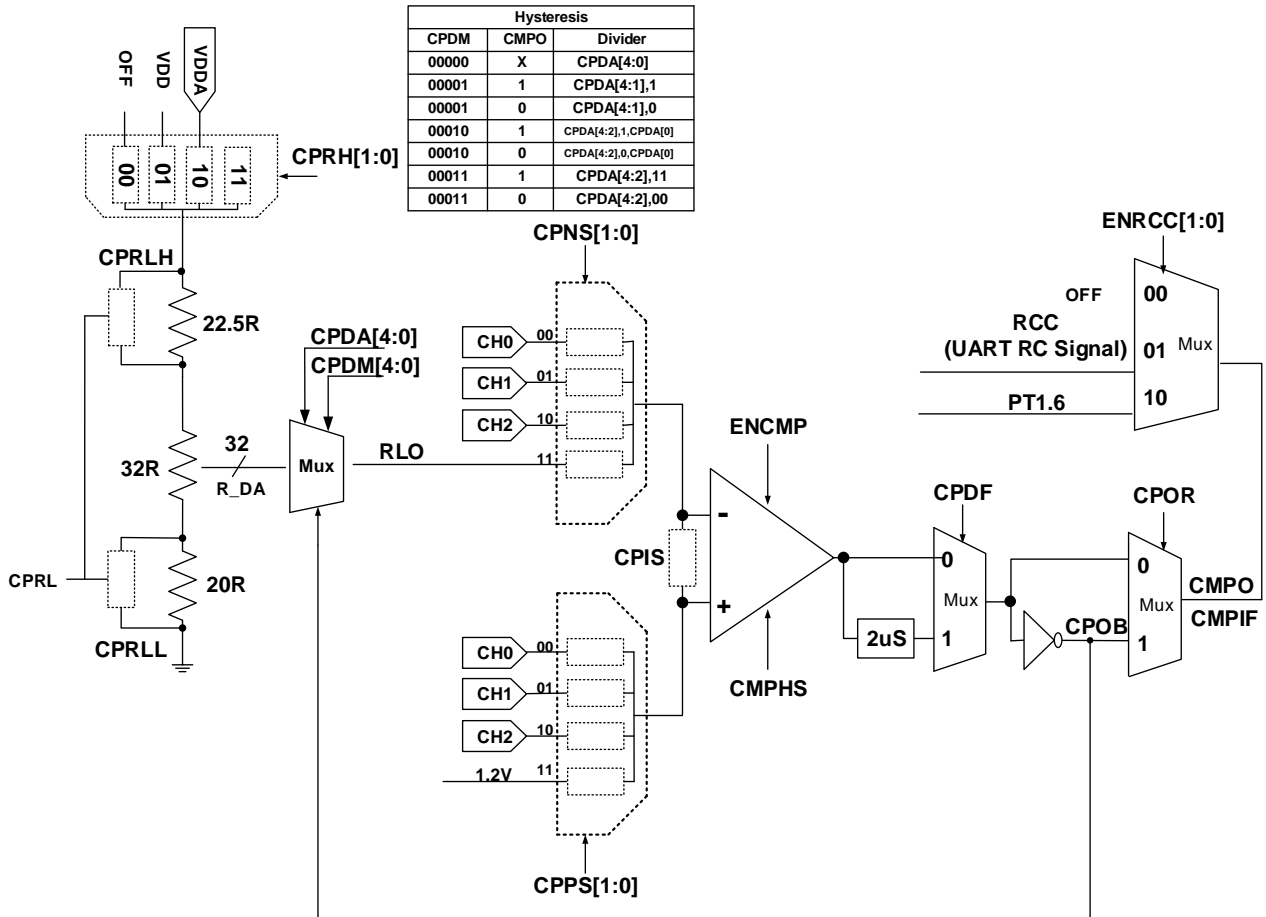 Hysteresis
CPDM CMPO Divider
00000 X CPDA[4:0]
00001 1 CPDA[4:1],1
00001 0 CPDA[4:1],0
00010 1 CPDA[4:2],1,CPDA[0]
00010 0 CPDA[4:2],0,CPDA[0]
00011 1 CPDA[4:2],11
00011 0 CPDA[4:2],00
OFF
VDD
VDDA
00
01
10
11
CPRH[1:0]
CPRLH
22.5R
32R
20R
CPRL
CPRLL
32
R_DA
CPDA[4:0]
CPDM[4:0]
Mux
RLO
CPNS[1:0]
CH0 00
CH1 01
CH2 10
11
CH0 00
CH1 01
CH2 10
1.2V 11
CPPS[1:0]
CPIS
ENCMP
-
+
CMPHS
CPDF
0
Mux
1
2uS
CPOB
CPOR
0
Mux
1
CMPO
CMPIF
ENRCC[1:0]
OFF 00
RCC
(UART RC Signal) 01
Mux
PT1.6 10